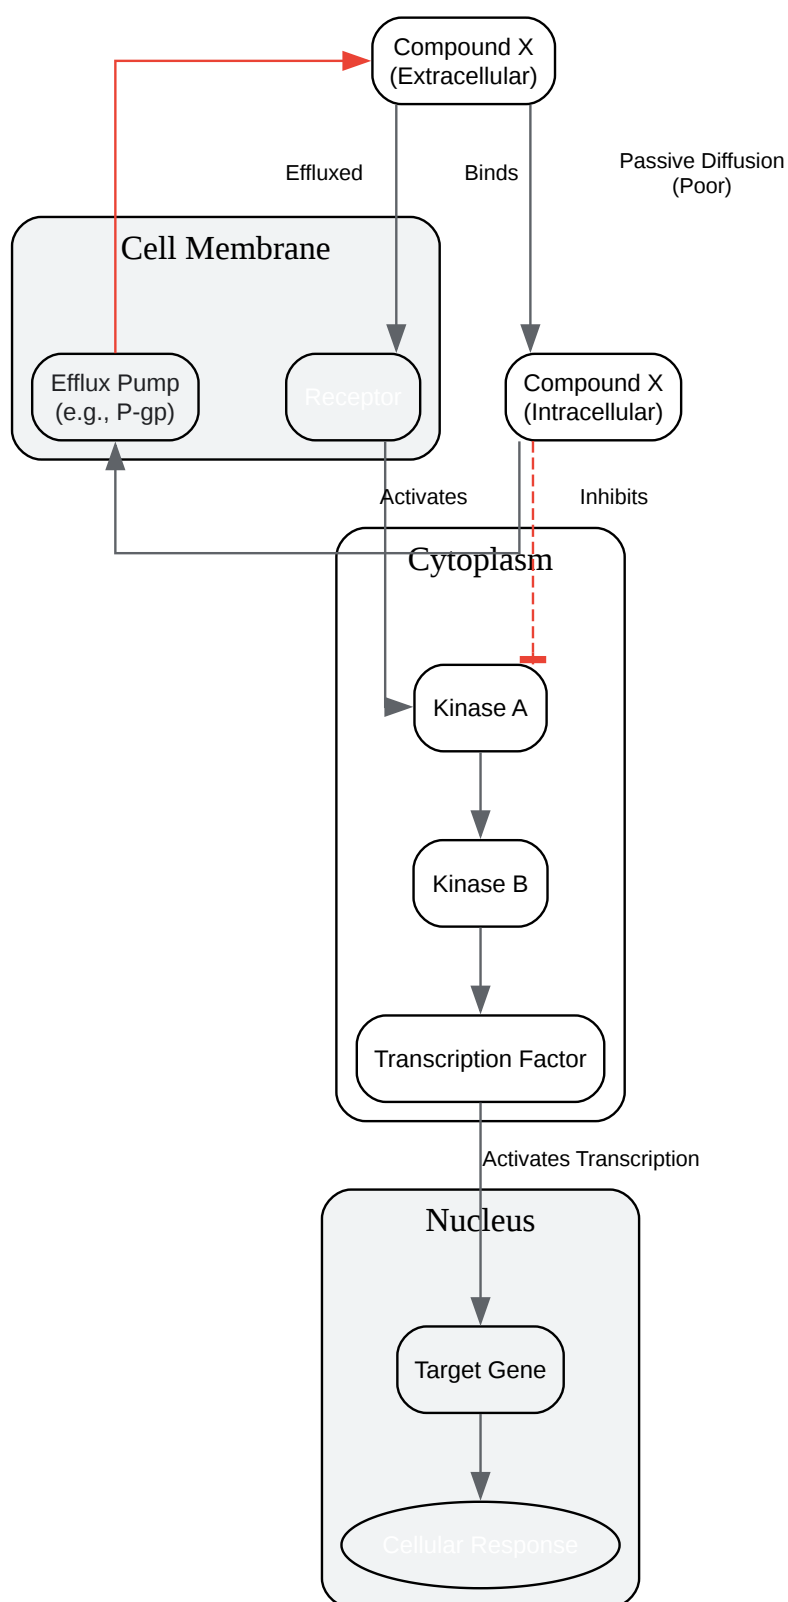 Compound X
(Extracellular)
Effluxed
Binds
Passive Diffusion
(Poor)
Cell Membrane
Efflux Pump
(e.g., P-gp)
Receptor
Compound X
(Intracellular)
Activates
Inhibits
Cytoplasm
Kinase A
Kinase B
Transcription Factor
Activates Transcription
Nucleus
Target Gene
Cellular Response